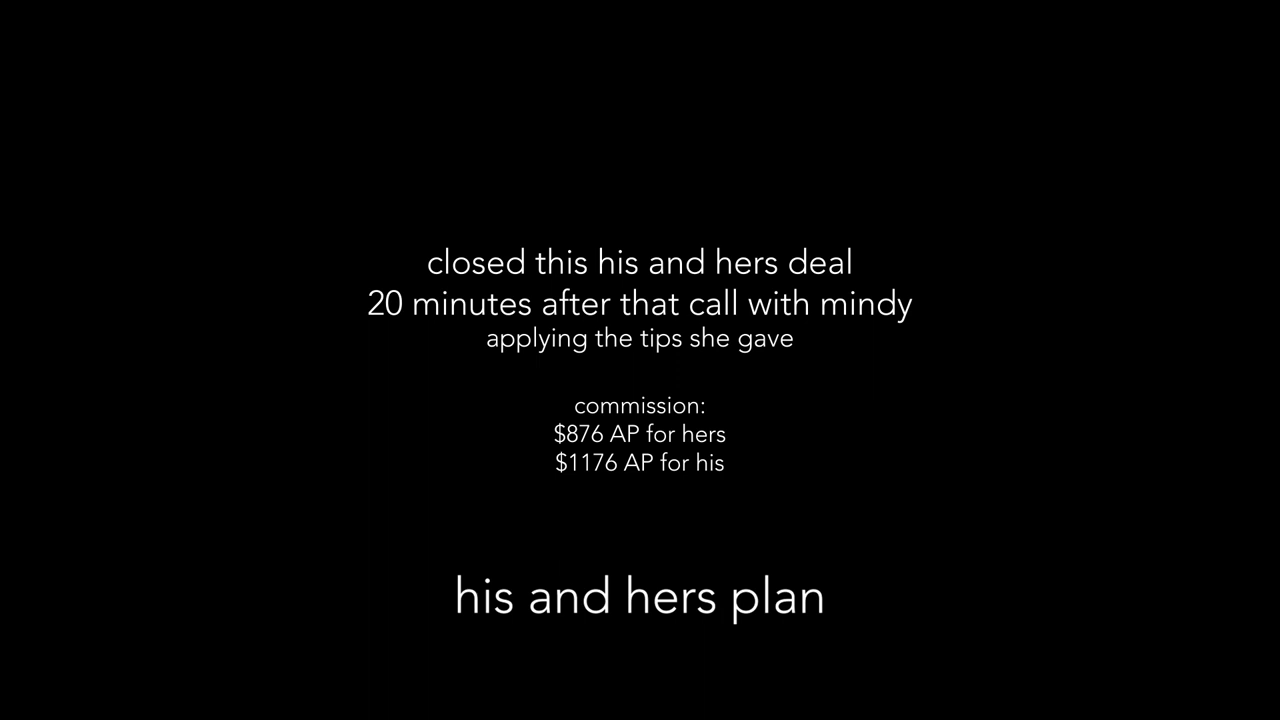 closed this his and hers deal
20 minutes after that call with mindy
applying the tips she gave
commission:
$876 AP for hers
$1176 AP for his
his and hers plan